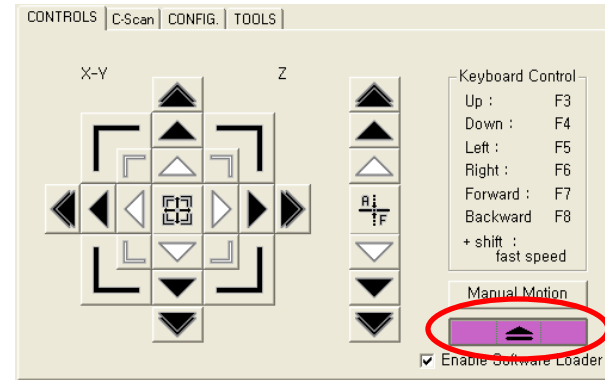 CONTROLS C-Scan CONFIG. TOOLS
X-Y Z
Keyboard Control
Up : F3
Down : F4
Left : F5
Right : F6
Forward : F7
Backward F8
+ shift :
fast speed
A
F
Manual Motion
Enable Software Loader